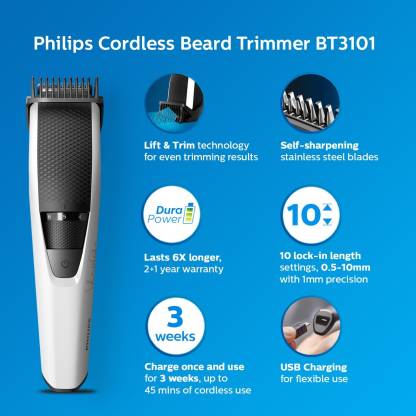 Philips Cordless Beard Trimmer BT3101
Lift & Trim technology
for even trimming results
Self-sharpening
stainless steel blades
Dura
Power
10
Lasts 6X longer,
2+1 year warranty
10 lock-in length
settings, 0.5-10mm
with 1mm precision
3
weeks
Charge once and use
for 3 weeks, up to
45 mins of cordless use
USB Charging
for flexible use
PHILIPS